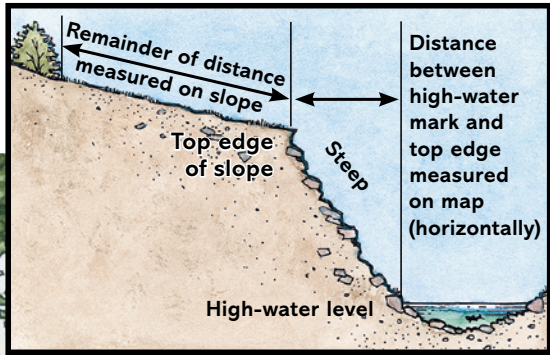 Remainder of distance
measured on slope
Top edge
of slope
Steep
Distance
between
high-water
mark and
top edge
measured
on map
(horizontally)
High-water level